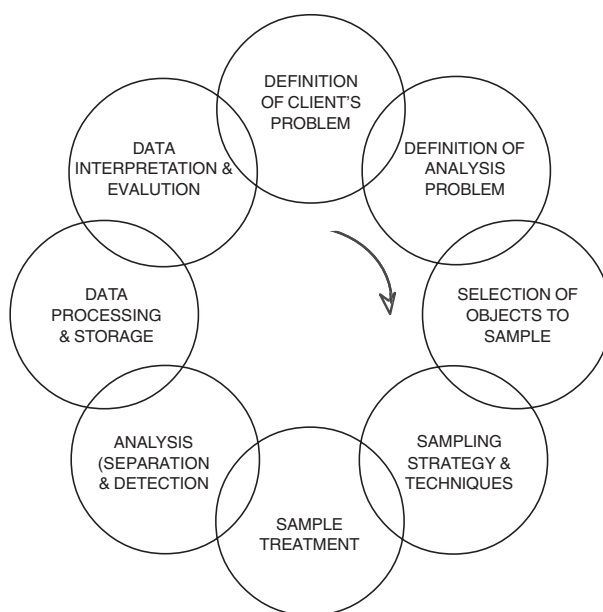 DEFINITION
OF CLIENT'S
PROBLEM
DEFINITION OF
ANALYSIS
PROBLEM
SELECTION OF
OBJECTS TO
SAMPLE
SAMPLING
STRATEGY &
TECHNIQUES
SAMPLE
TREATMENT
ANALYSIS
(SEPARATION
& DETECTION
DATA
PROCESSING
& STORAGE
DATA
INTERPRETATION &
EVALUTION